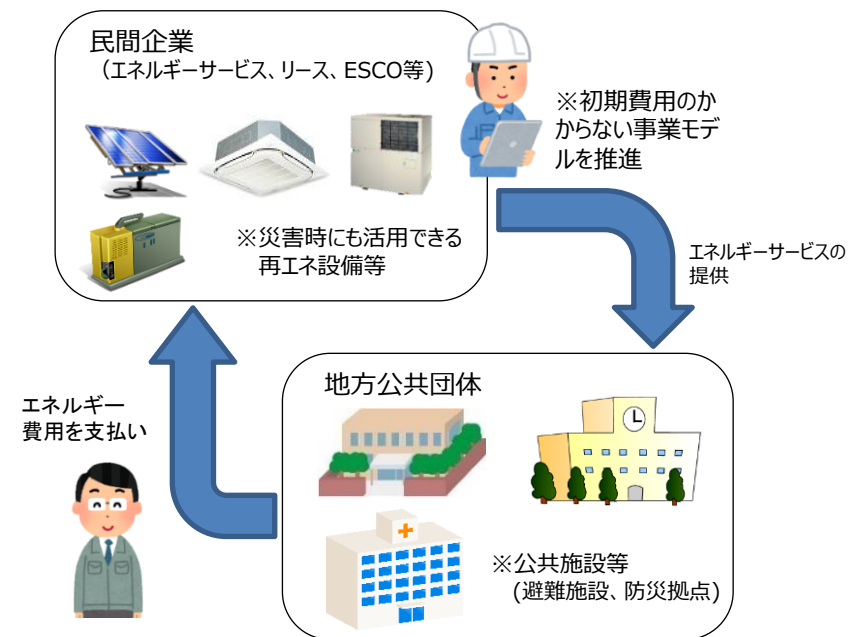 民間企業
（エネルギーサービス、リース、ESCO等)
※初期費用のか
からない事業モデ
ルを推進
※災害時にも活用できる
再エネ設備等
エネルギーサービスの
提供
地方公共団体
エネルギー
費用を支払い
※公共施設等
(避難施設、防災拠点)